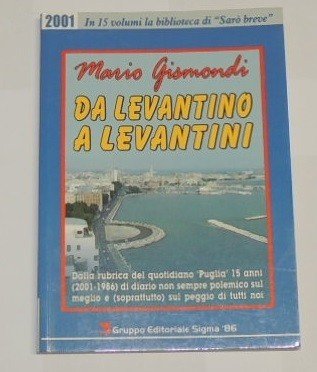 2001 In 15 volumi la biblioteca di "Sarò breve"
Mario Gismondi
DA LEVANTINO
A LEVANTINI
Dalla rubrica del quotidiano 'Puglia' 15 anni
(2001-1986) di diario non sempre polemico sul
meglio e (soprattutto) sul peggio di tutti noi
Gruppo Editoriale Sigma '86